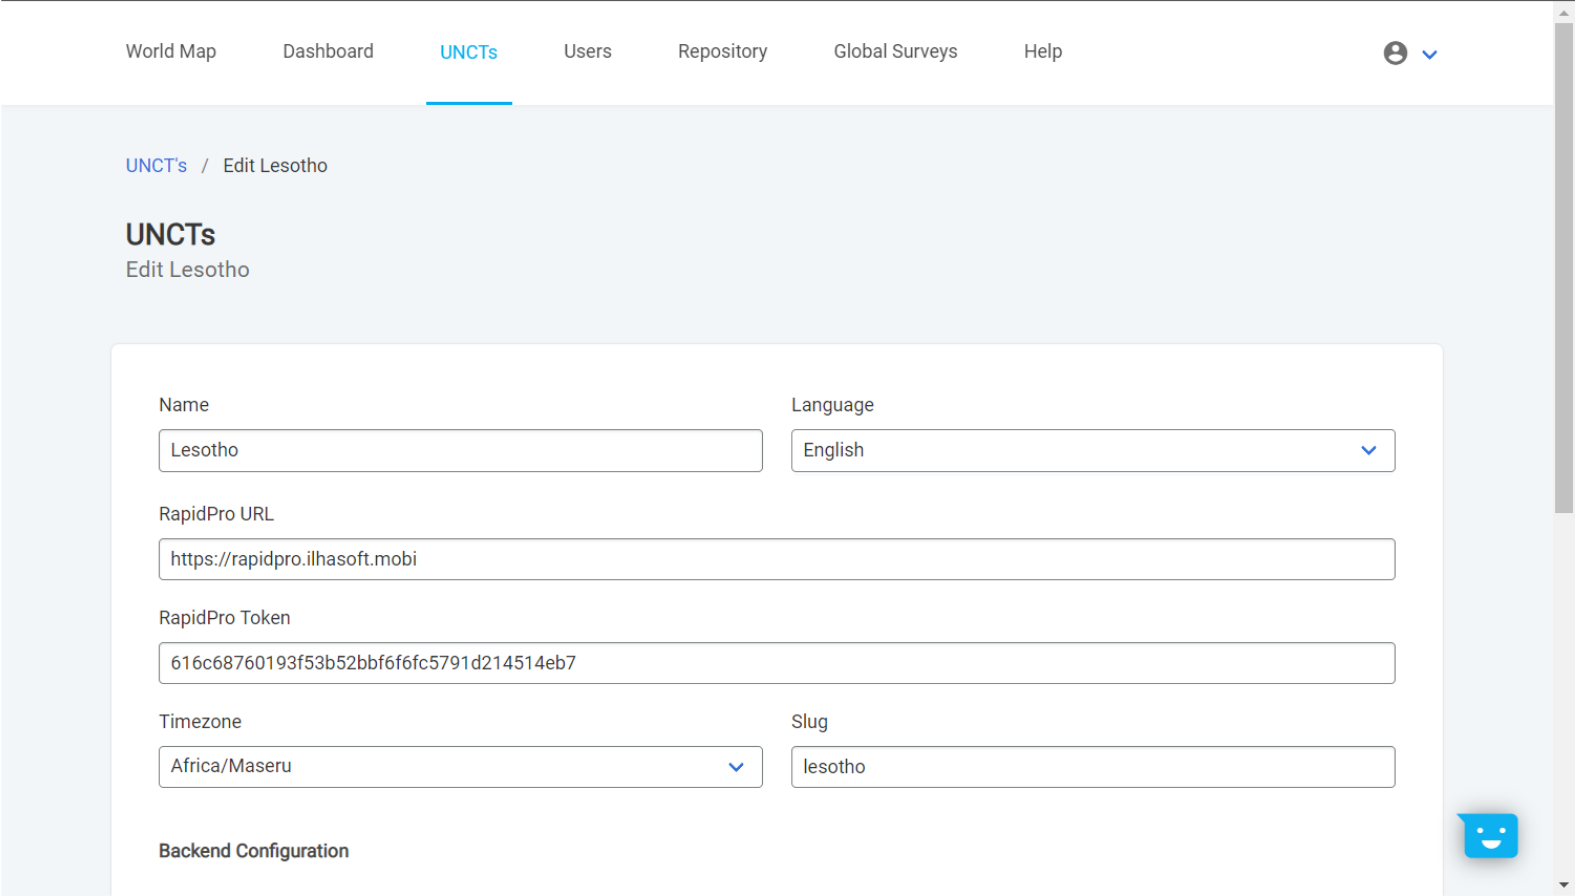 World Map Dashboard UNCTs Users Repository Global Surveys Help
UNCT's / Edit Lesotho
UNCTs
Edit Lesotho
Name Language
Lesotho English
RapidPro URL
https://rapidpro.ilhasoft.mobi
RapidPro Token
616c68760193f53b52bbf6f6fc5791d214514eb7
Timezone Slug
Africa/Maseru lesotho
Backend Configuration